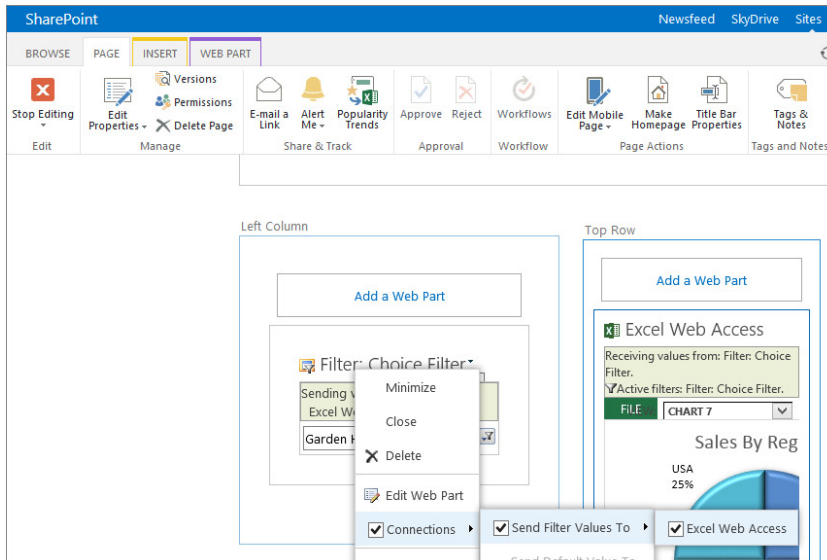 SharePoint
Newsfeed SkyDrive Sites
BROWSE PAGE INSERT WEB PART
Stop Editing
Edit
Edit Properties
Versions
Permissions
Delete Page
Manage
E-mail a Link
Alert Me
Popularity Trends
Share & Track
Approve Reject
Approval
Workflows
Workflow
Edit Mobile Page
Make Homepage
Title Bar Properties
Page Actions
Tags & Notes
Tags and Notes
Left Column
Add a Web Part
Filter: Choice Filter
Sending
Excel
Garden
Minimize
Close
Delete
Edit Web Part
Connections
Send Filter Values To
Excel Web Access
Send Default Value To
Top Row
Add a Web Part
Excel Web Access
Receiving values from: Filter: Choice
Filter.
Active filters: Filter: Choice Filter.
FILE CHART 7
Sales By Reg
USA
25%